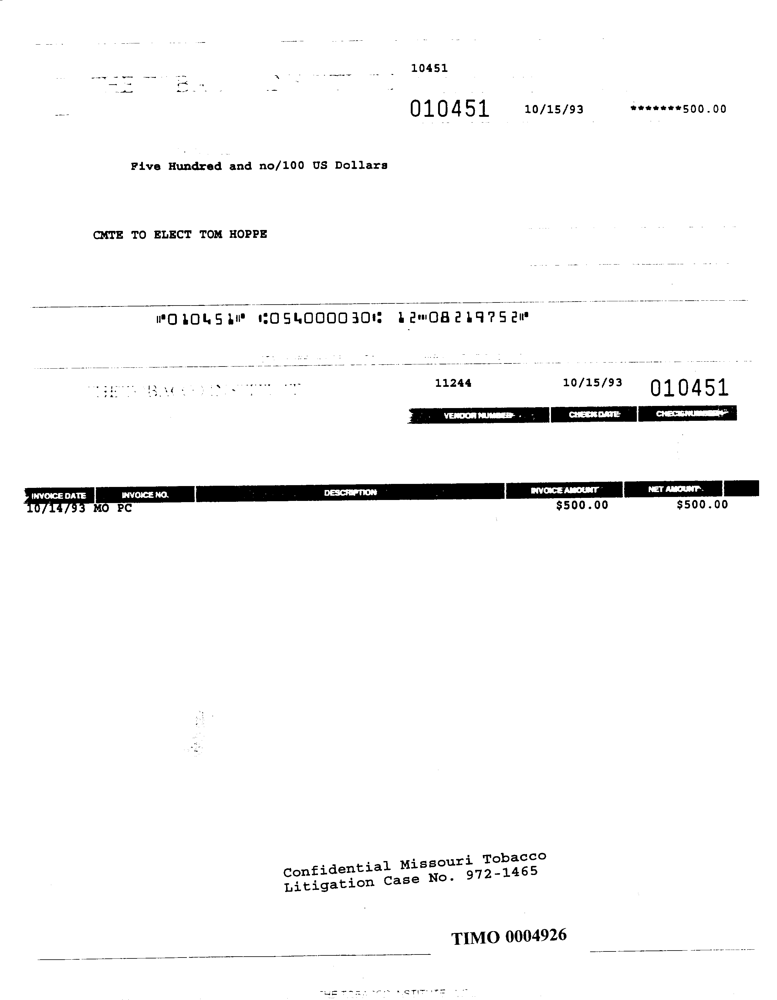 10451
010451 10/15/93 *******500.00
Five Hundred and no/100 US Dollars
CMTE TO ELECT TOM HOPPE
⑈010451⑈ ⑆054000030⑆ 12⑉08219752⑈
11244 10/15/93 010451
VENDOR NUMBER CHECK DATE CHECK NUMBER
INVOICE DATE INVOICE NO. DESCRIPTION INVOICE AMOUNT NET AMOUNT
10/14/93 MO PC $500.00 $500.00
Confidential Missouri Tobacco
Litigation Case No. 972-1465
TIMO 0004926